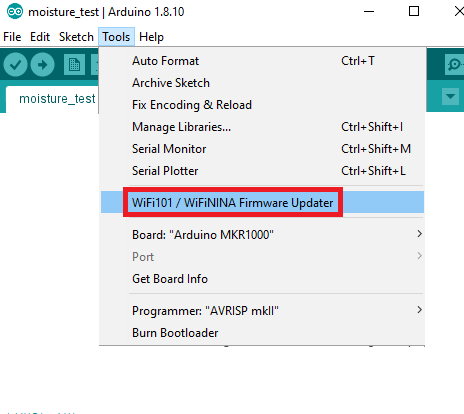 moisture_test | Arduino 1.8.10
File Edit Sketch Tools Help
Auto Format Ctrl+T
moisture_test
Archive Sketch
Fix Encoding & Reload
Manage Libraries... Ctrl+Shift+I
Serial Monitor Ctrl+Shift+M
Serial Plotter Ctrl+Shift+L
WiFi101 / WiFiNINA Firmware Updater
Board: "Arduino MKR1000"
Port
Get Board Info
Programmer: "AVRISP mkII"
Burn Bootloader